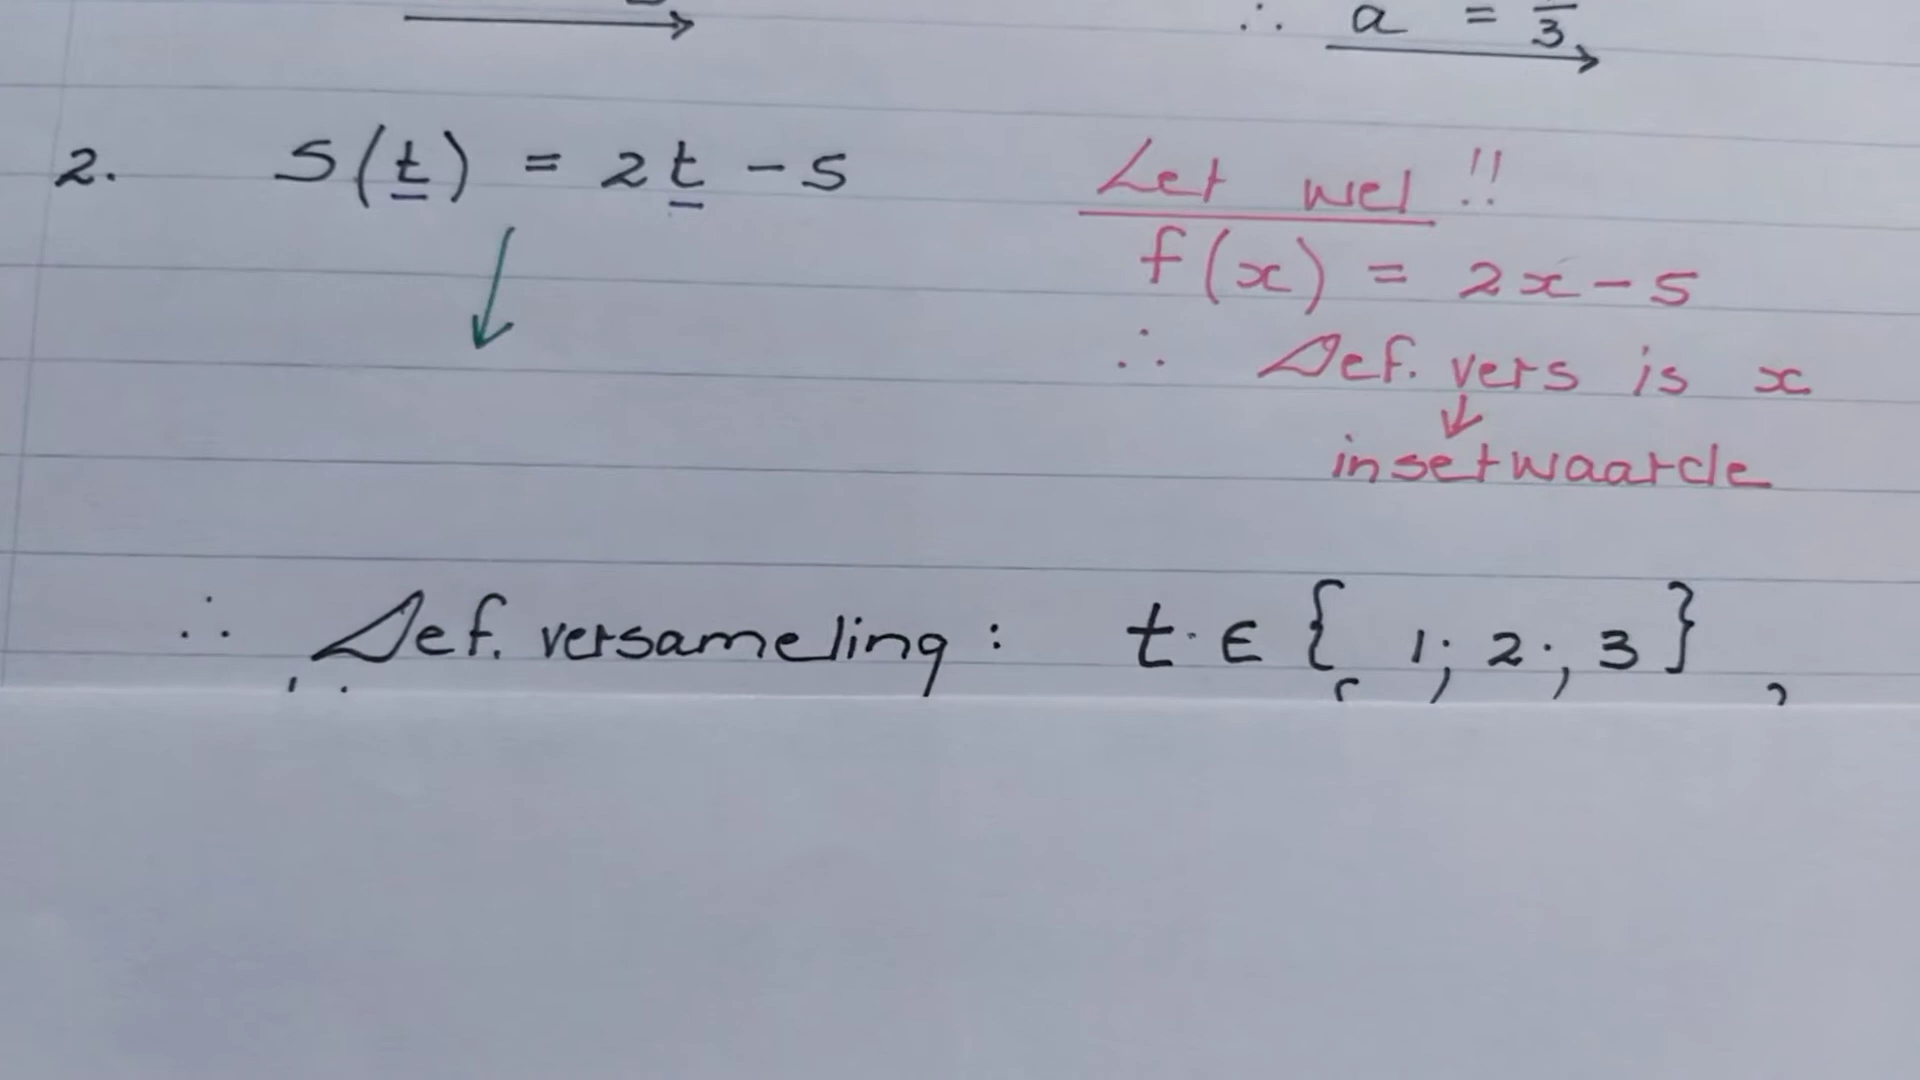 ∴ a = –/3
2. S(t) = 2t - 5
Let wel!!
f(x) = 2x - 5
∴ Def. vers is x
↓
insetwaarde
∴ Def. versameling: t ∈ { 1; 2; 3 }